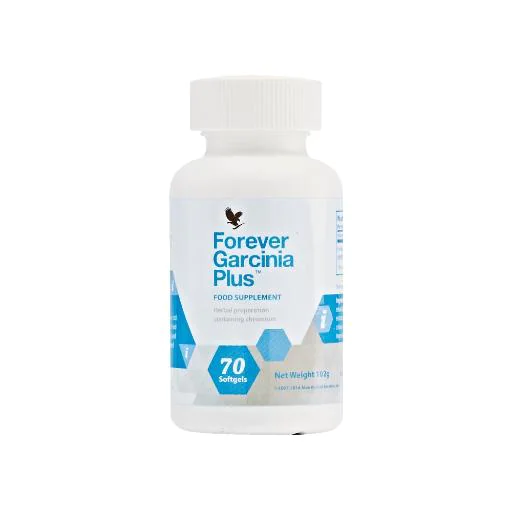 Forever
Garcinia
Plus™
FOOD SUPPLEMENT
Herbal preparation
containing chromium
70
Softgels
Net Weight 102g